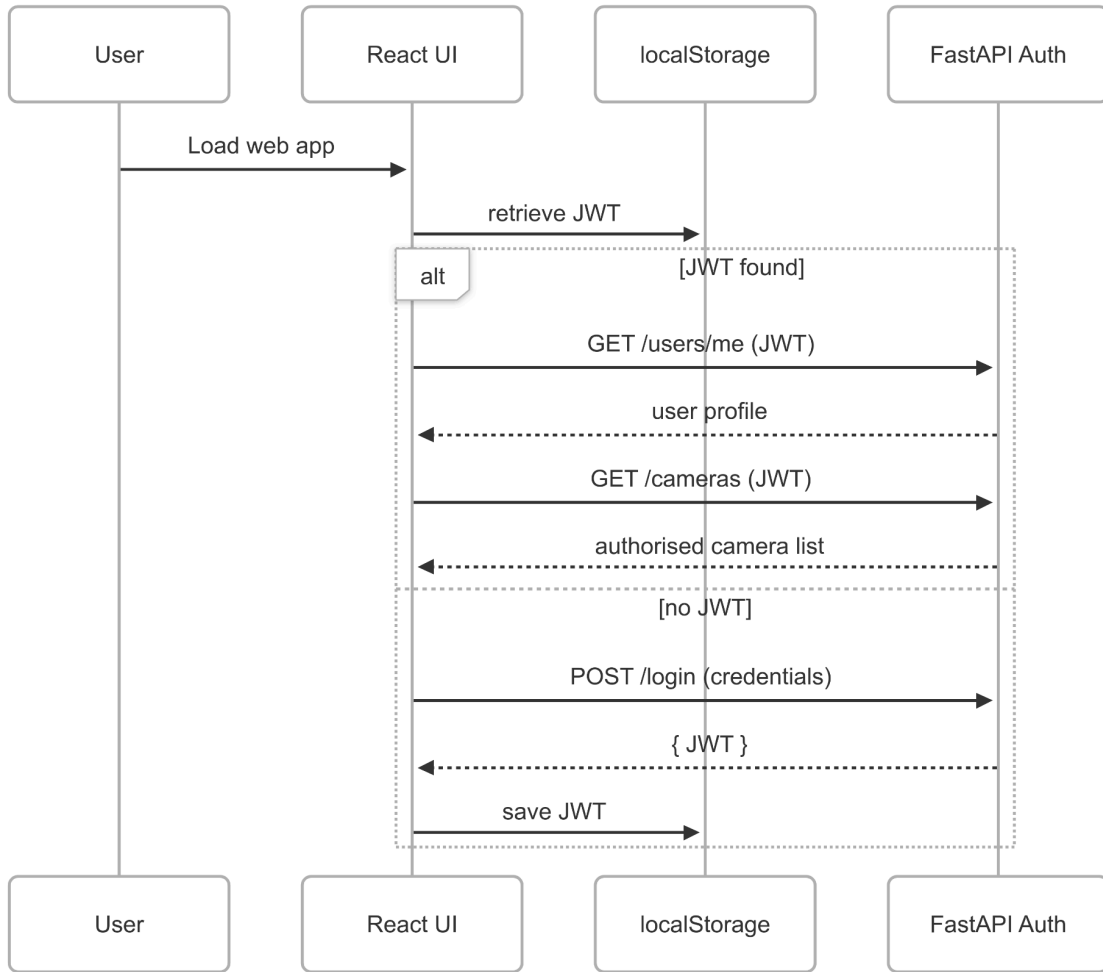 User
React UI
localStorage
FastAPI Auth
Load web app
retrieve JWT
alt
[JWT found]
GET /users/me (JWT)
user profile
GET /cameras (JWT)
authorised camera list
[no JWT]
POST /login (credentials)
{ JWT }
save JWT
User
React UI
localStorage
FastAPI Auth